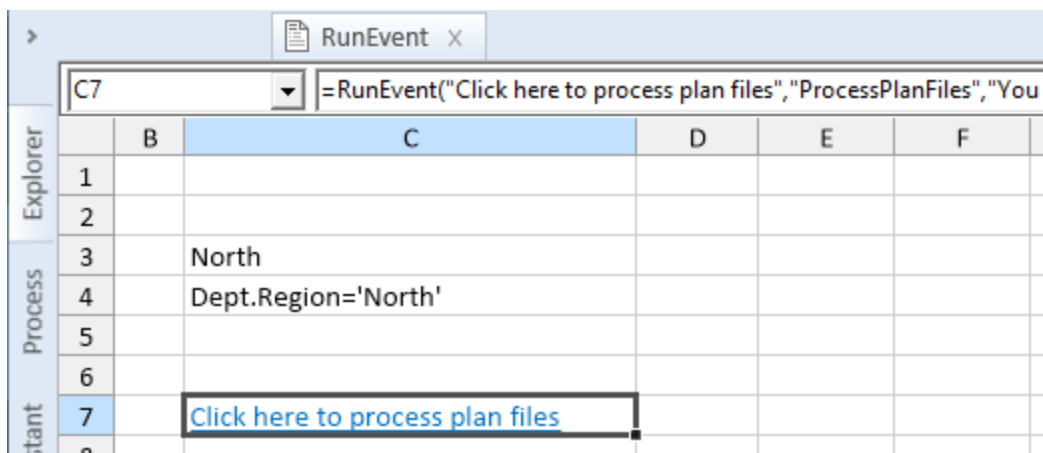 RunEvent
C7
=RunEvent("Click here to process plan files","ProcessPlanFiles","You
B C D E F
Explorer
1
2
3 North
Process
4 Dept.Region='North'
5
6
stant
7 Click here to process plan files